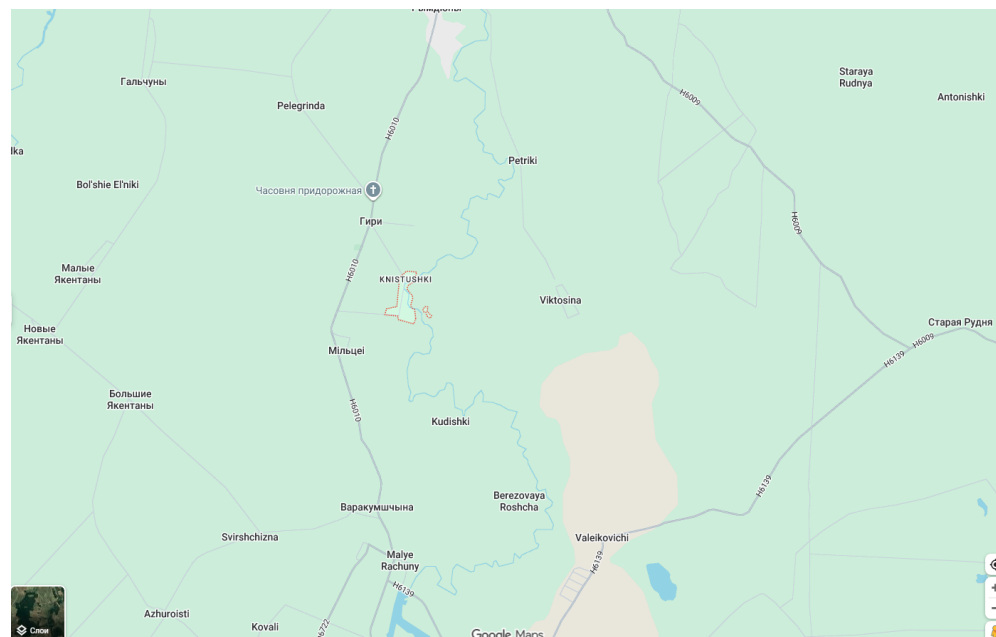 Гальчуны
Pelegrinda
H6010
H6009
Staraya
Rudnya
Antonishki
lka
Petriki
Bol'shie El'niki
Часовня придорожная
Гири
H6009
Малые
Якентаны
H6010
KNISTUSHKI
Viktosina
Новые
Якентаны
Мільцеі
Старая Рудня
H6009
H6139
Большие
Якентаны
H6010
Kudishki
Berezovaya
Roshcha
H6139
Варакумшчына
Svirshchizna
Valeikovichi
Malye
Rachuny
H6139
H6139
Azhuroisti
Kovali
H6722
Слои
Google Maps